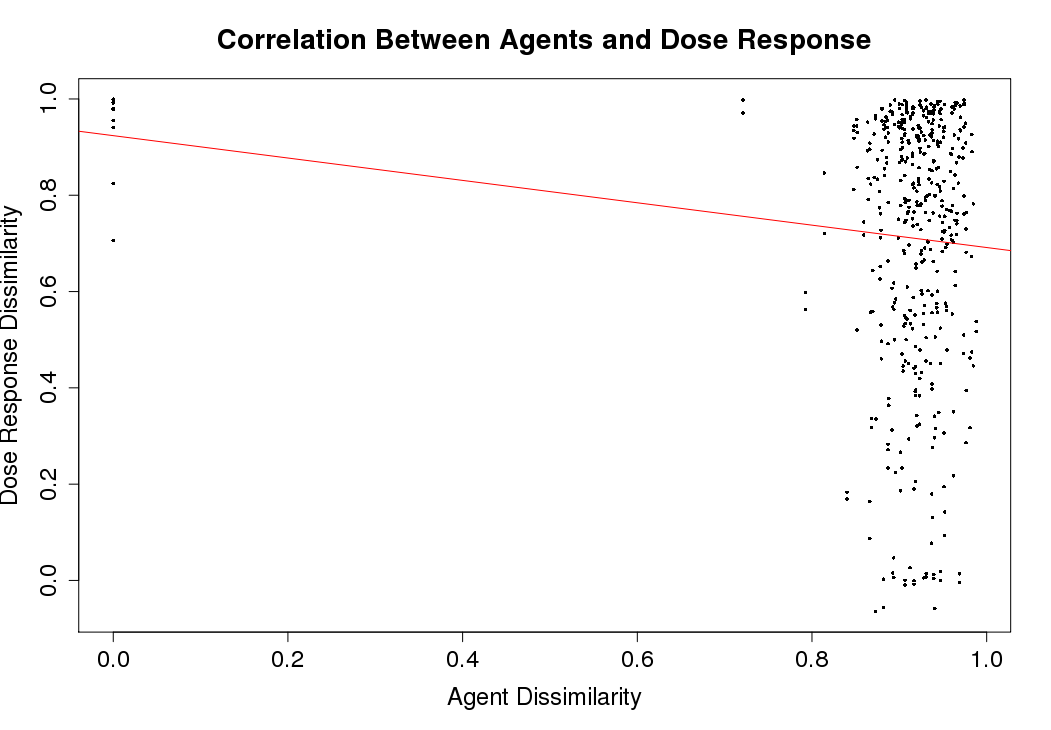 Correlation Between Agents and Dose Response
Dose Response Dissimilarity
1.0
0.8
0.6
0.4
0.2
0.0
0.0 0.2 0.4 0.6 0.8 1.0
Agent Dissimilarity